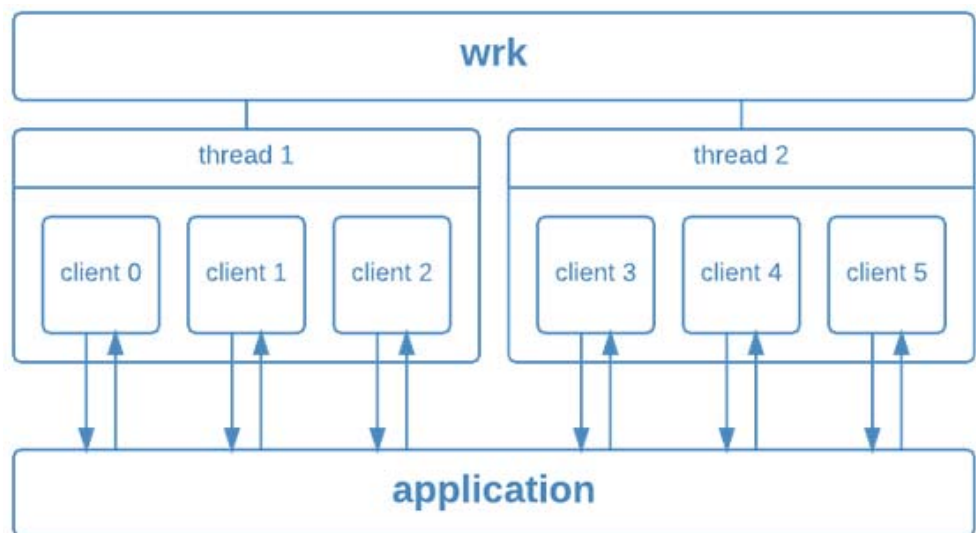 wrk
thread 1
thread 2
client 0
client 1
client 2
client 3
client 4
client 5
application